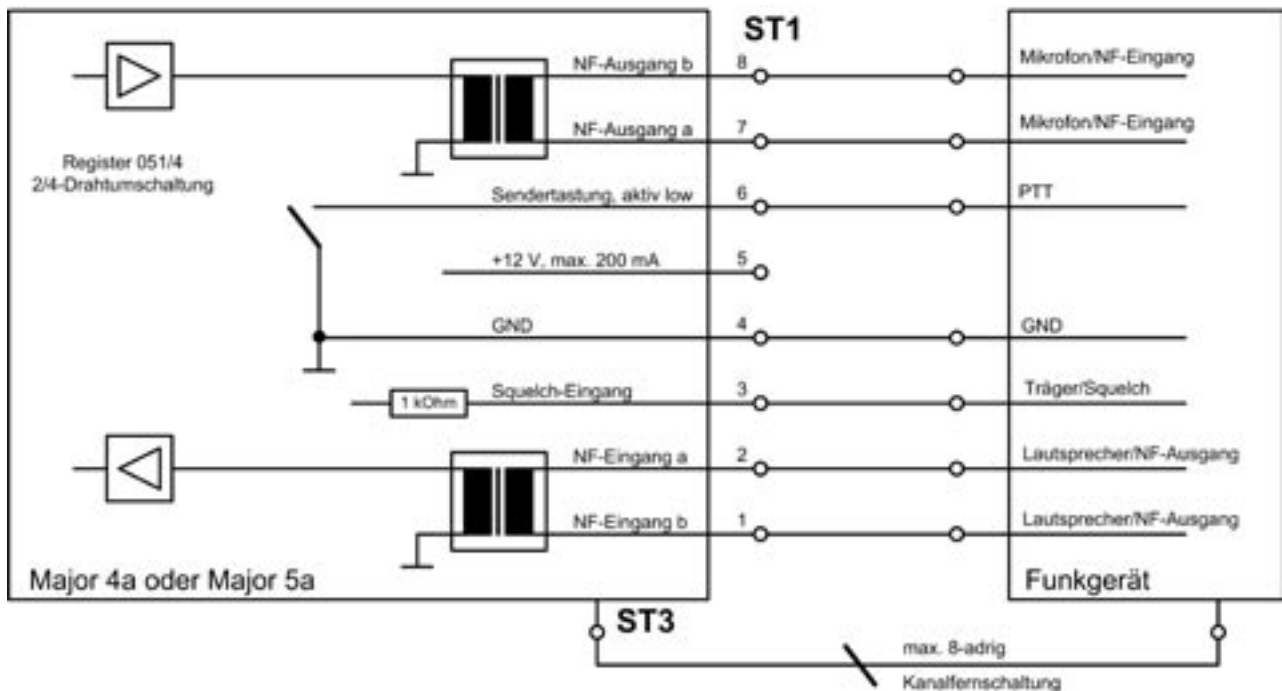 ST1
NF-Ausgang b
8
Mikrofon/NF-Eingang
NF-Ausgang a
7
Mikrofon/NF-Eingang
Register 051/4
2/4-Drahtumschaltung
Sendertastung, aktiv low
6
PTT
+12 V, max. 200 mA
5
GND
4
GND
1 kOhm
Squelch-Eingang
3
Träger/Squelch
NF-Eingang a
2
Lautsprecher/NF-Ausgang
NF-Eingang b
1
Lautsprecher/NF-Ausgang
Major 4a oder Major 5a
Funkgerät
ST3
max. 8-adrig
Kanalfernschaltung